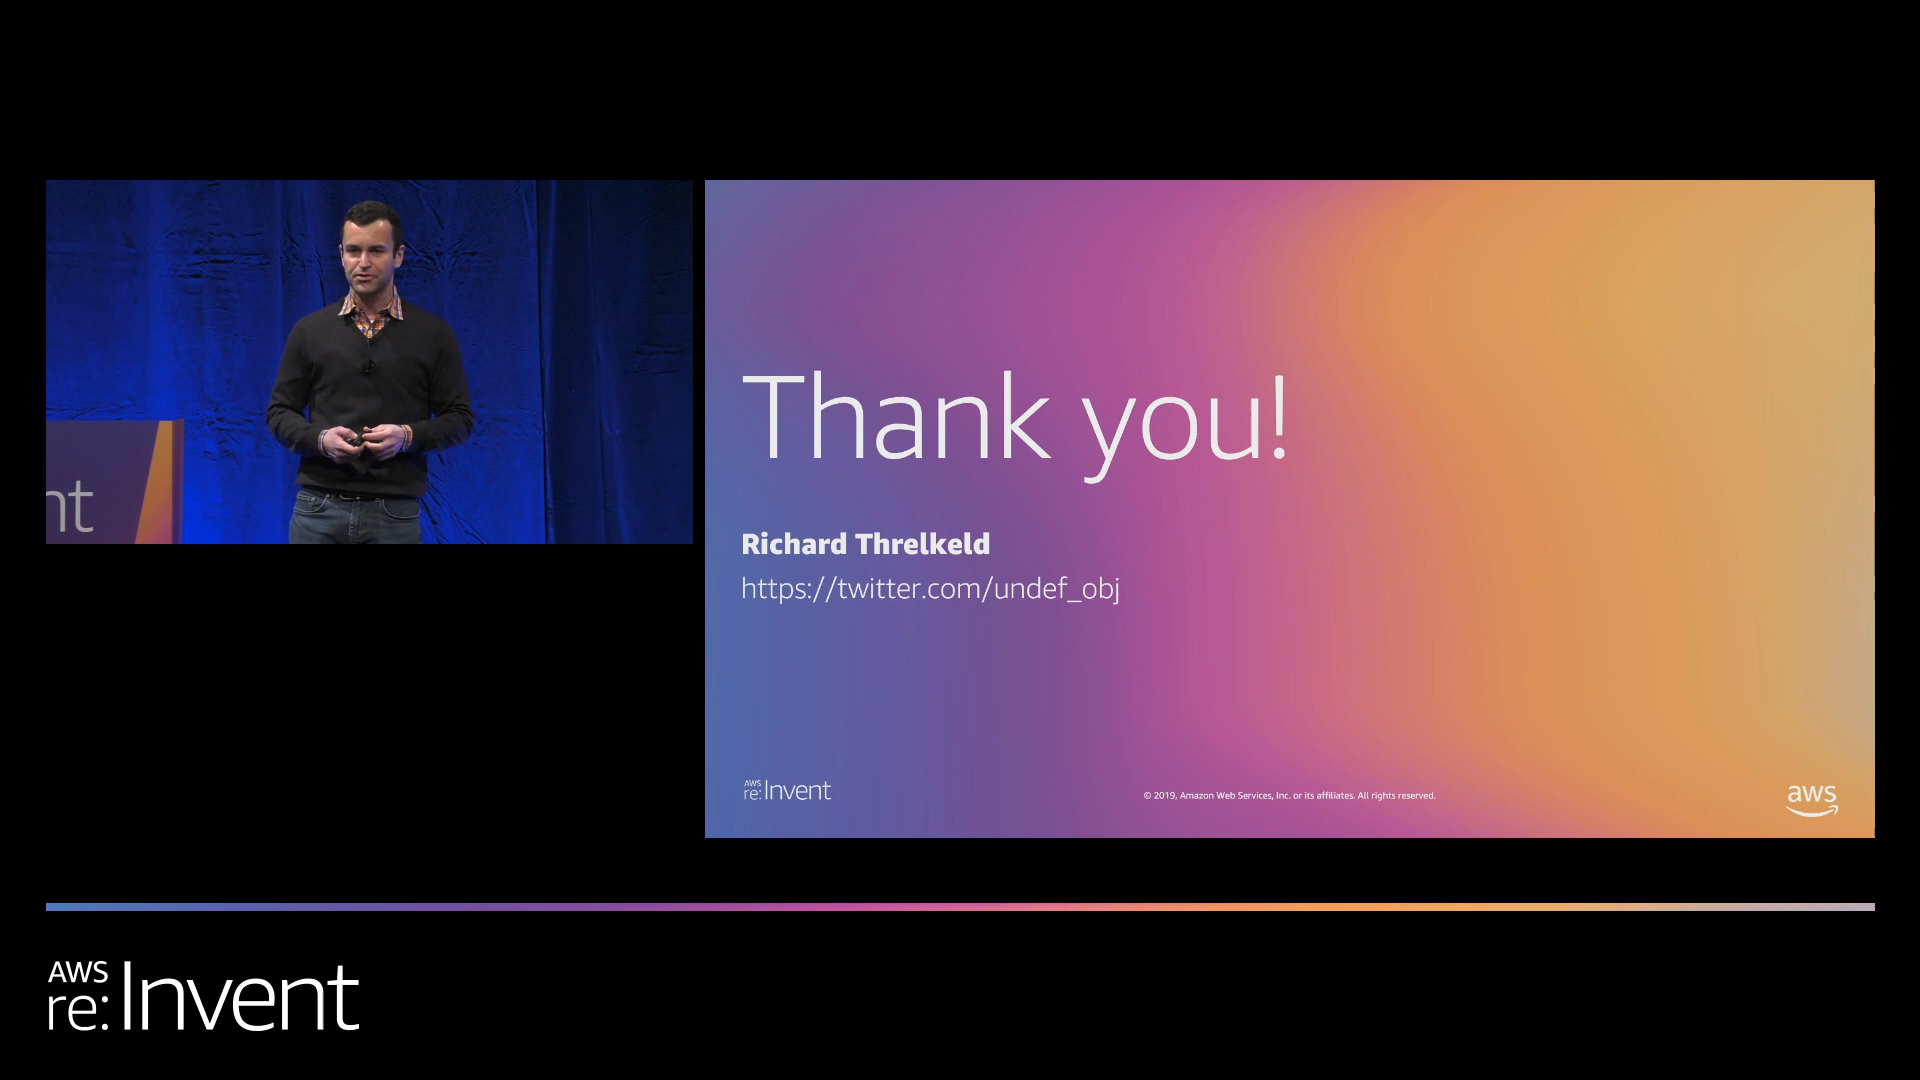 nt
Thank you!
Richard Threlkeld
https://twitter.com/undef_obj
AWS
re:Invent
© 2019, Amazon Web Services, Inc. or its affiliates. All rights reserved.
aws
AWS
re:Invent